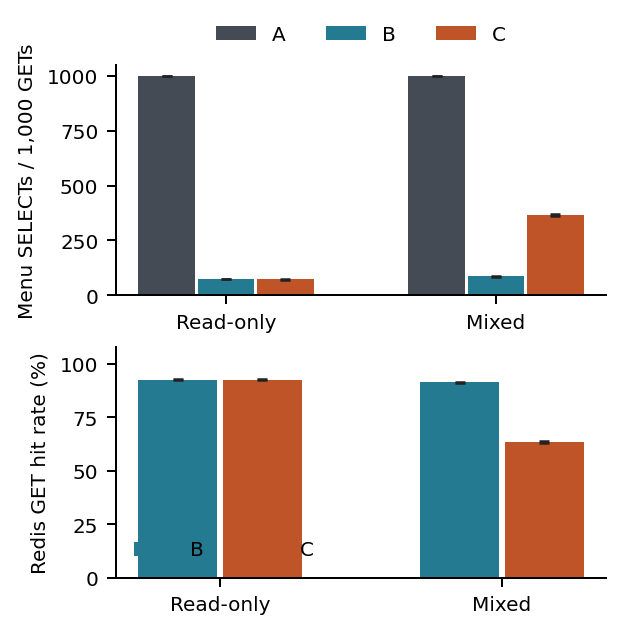 A B C
Menu SELECTs / 1,000 GETs
1000
750
500
250
0
Read-only Mixed
Redis GET hit rate (%)
100
75
50
25
0
B C
Read-only Mixed